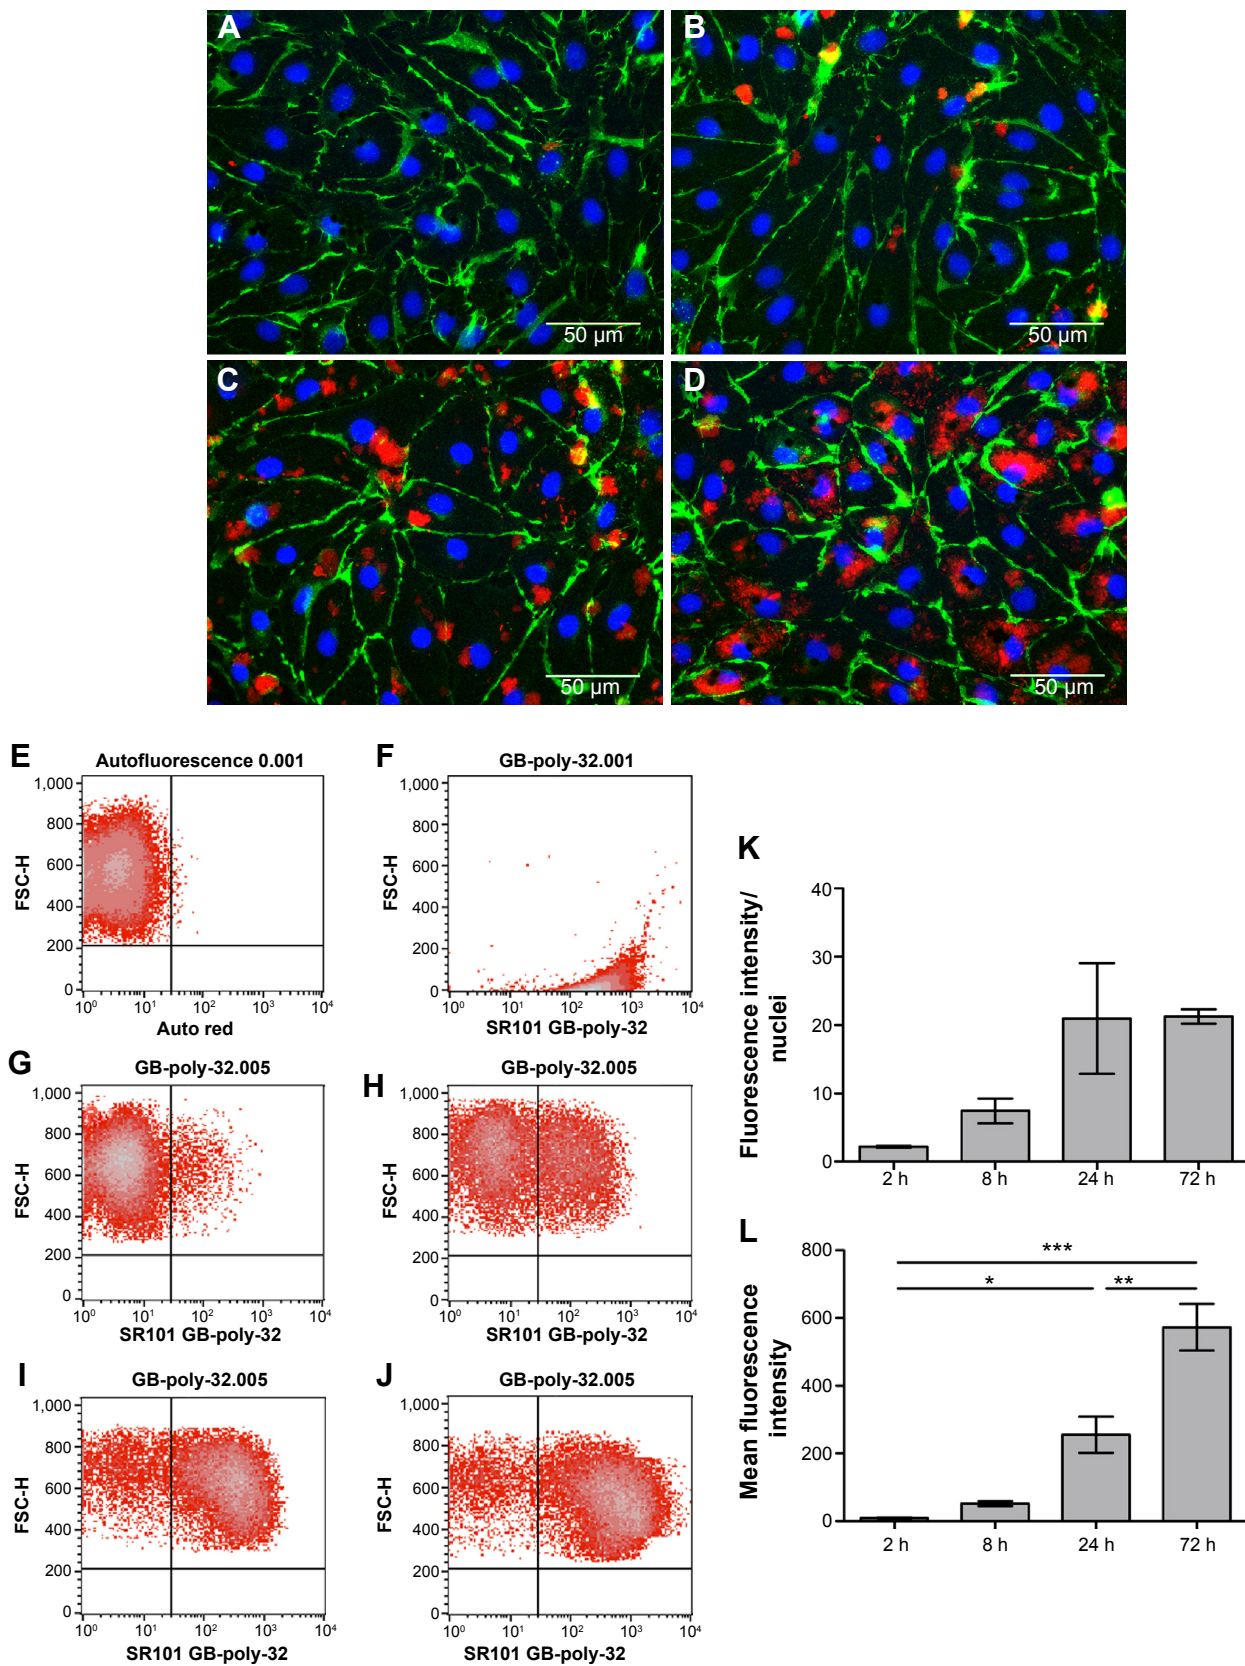 A
B
50 µm
50 µm
C
D
50 µm
50 µm
E
Autofluorescence 0.001
1,000
800
600
400
200
0
FSC-H
10⁰ 10¹ 10² 10³ 10⁴
Auto red
F
GB-poly-32.001
1,000
800
600
400
200
0
FSC-H
10⁰ 10¹ 10² 10³ 10⁴
SR101 GB-poly-32
G
GB-poly-32.005
1,000
800
600
400
200
0
FSC-H
10⁰ 10¹ 10² 10³ 10⁴
SR101 GB-poly-32
H
GB-poly-32.005
1,000
800
600
400
200
0
FSC-H
10⁰ 10¹ 10² 10³ 10⁴
SR101 GB-poly-32
I
GB-poly-32.005
1,000
800
600
400
200
0
FSC-H
10⁰ 10¹ 10² 10³ 10⁴
SR101 GB-poly-32
J
GB-poly-32.005
1,000
800
600
400
200
0
FSC-H
10⁰ 10¹ 10² 10³ 10⁴
SR101 GB-poly-32
K
Fluorescence intensity/
nuclei
40
30
20
10
0
2 h 8 h 24 h 72 h
L
Mean fluorescence
intensity
800
600
400
200
0
***
* **
2 h 8 h 24 h 72 h